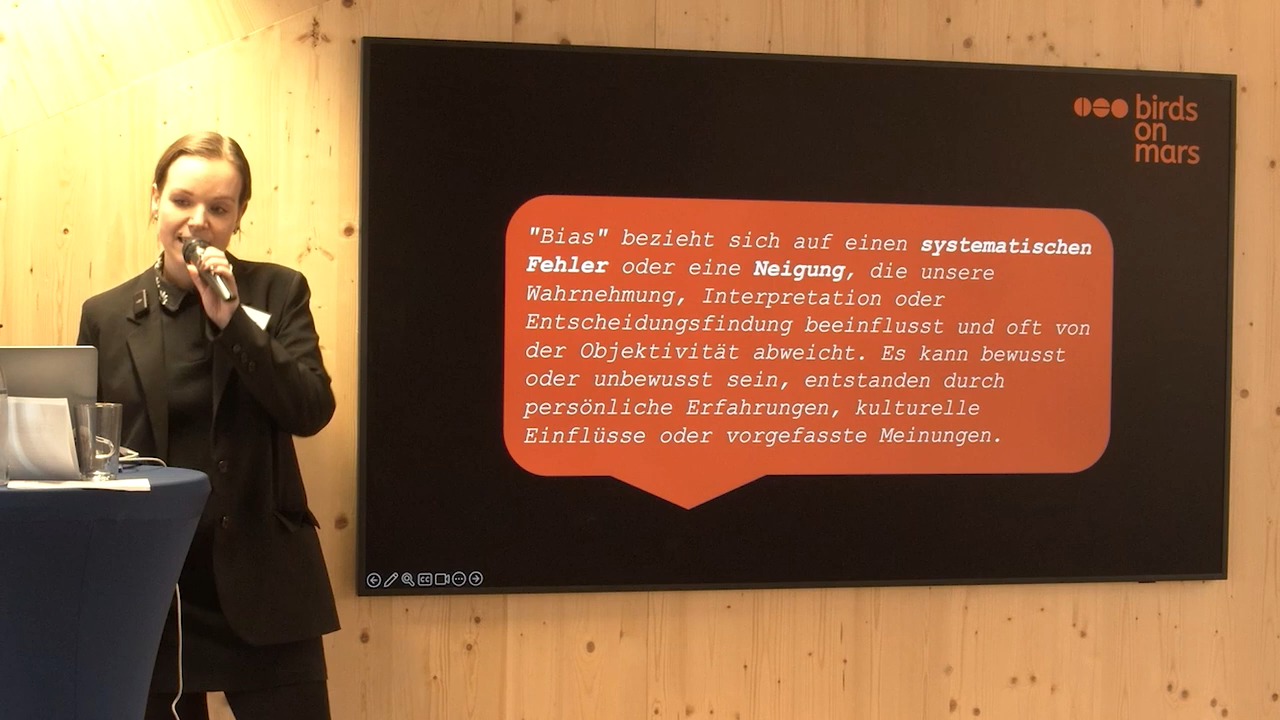 birds
on
mars
"Bias" bezieht sich auf einen systematischen
Fehler oder eine Neigung, die unsere
Wahrnehmung, Interpretation oder
Entscheidungsfindung beeinflusst und oft von
der Objektivität abweicht. Es kann bewusst
oder unbewusst sein, entstanden durch
persönliche Erfahrungen, kulturelle
Einflüsse oder vorgefasste Meinungen.
CC